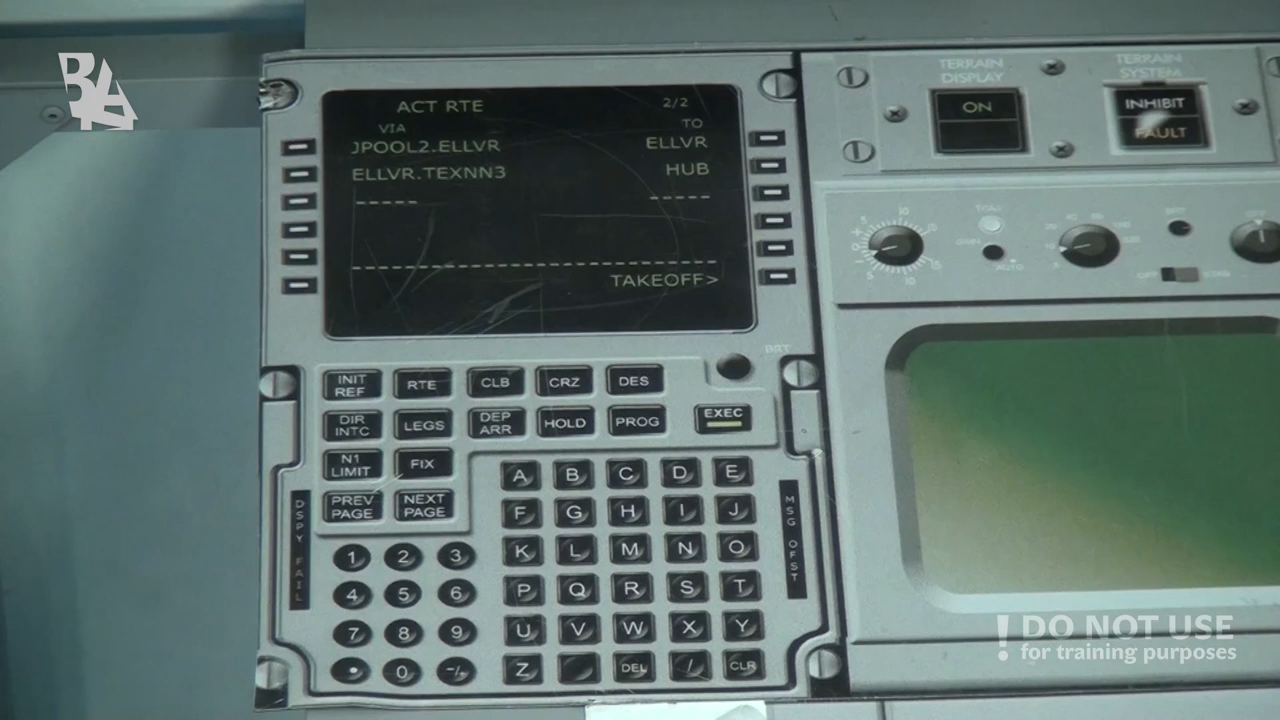 BAA
ACT RTE 2/2
VIA TO
JPOOL2.ELLVR ELLVR
ELLVR.TEXNN3 HUB
----- -----
TAKEOFF>
BRT
INIT REF RTE CLB CRZ DES
DIR INTC LEGS DEP ARR HOLD PROG EXEC
N1 LIMIT FIX
PREV PAGE NEXT PAGE
A B C D E
F G H I J
K L M N O
P Q R S T
U V W X Y
Z DEL / CLR
1 2 3
4 5 6
7 8 9
. 0 -/+
DSPY FAIL
MSG OFST
TERRAIN DISPLAY
ON
TERRAIN SYSTEM
INHIBIT
FAULT
GAIN
AUTO
! DO NOT USE
for training purposes